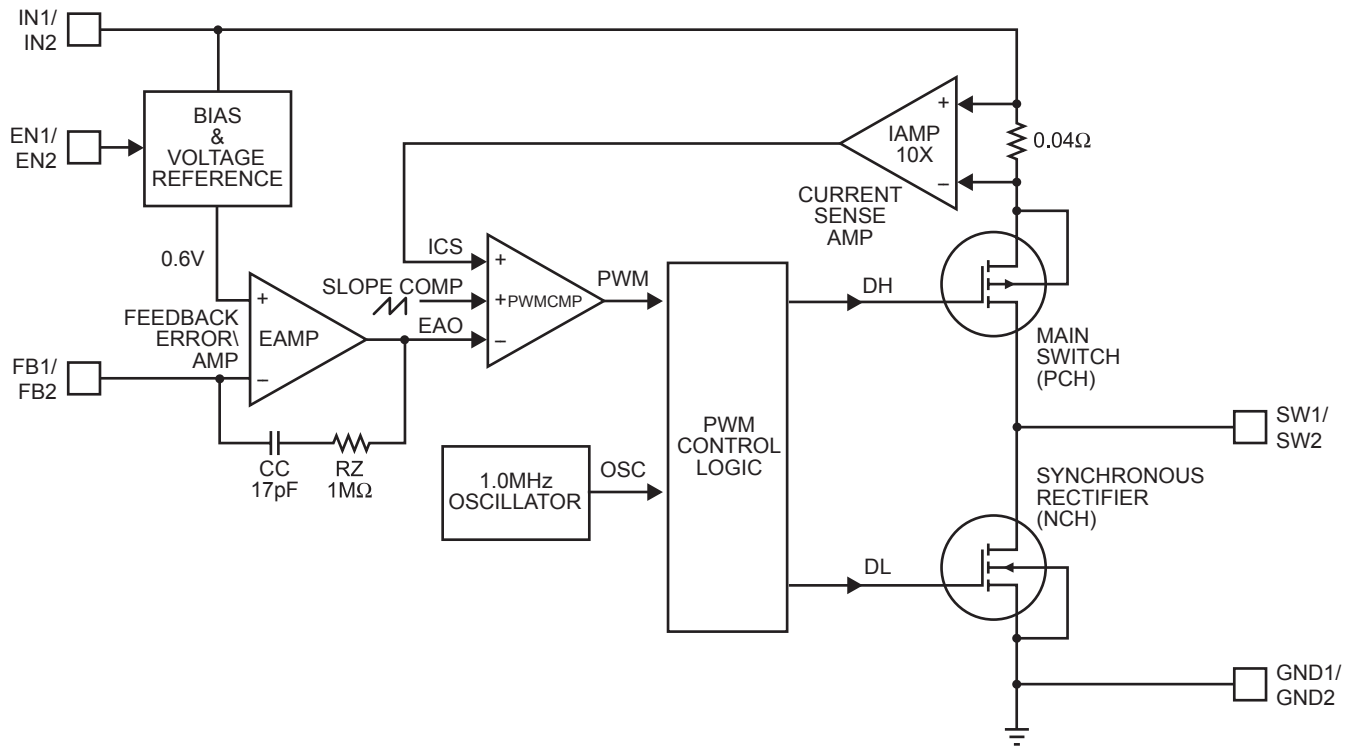 IN1/
IN2
BIAS
&
VOLTAGE
REFERENCE
EN1/
EN2
+
IAMP
10X
–
0.04Ω
CURRENT
SENSE
AMP
0.6V
ICS
+
SLOPE COMP
+
PWMCMP
EAO
–
PWM
DH
FEEDBACK
ERROR\
AMP
+
EAMP
–
FB1/
FB2
MAIN
SWITCH
(PCH)
CC
17pF
RZ
1MΩ
PWM
CONTROL
LOGIC
SW1/
SW2
1.0MHz
OSCILLATOR
OSC
SYNCHRONOUS
RECTIFIER
(NCH)
DL
GND1/
GND2